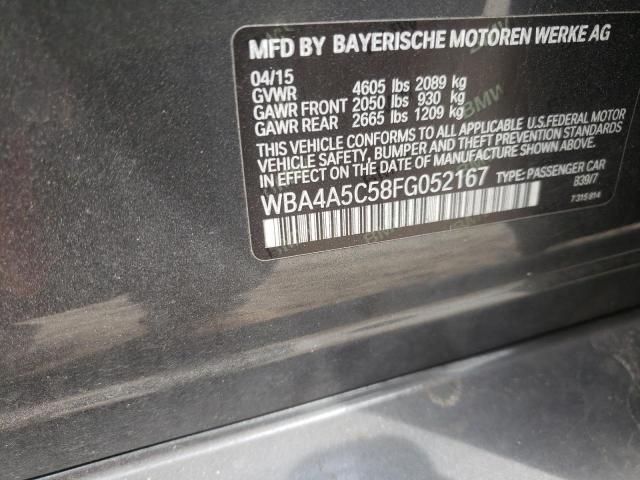 MFD BY BAYERISCHE MOTOREN WERKE AG
04/15
GVWR 4605 lbs 2089 kg
GAWR FRONT 2050 lbs 930 kg
GAWR REAR 2665 lbs 1209 kg
THIS VEHICLE CONFORMS TO ALL APPLICABLE U.S.FEDERAL MOTOR
VEHICLE SAFETY, BUMPER AND THEFT PREVENTION STANDARDS
IN EFFECT ON THE DATE OF MANUFACTURE SHOWN ABOVE.
WBA4A5C58FG052167 TYPE: PASSENGER CAR
B39/7
7 315 914
BMW
BMW
BMW